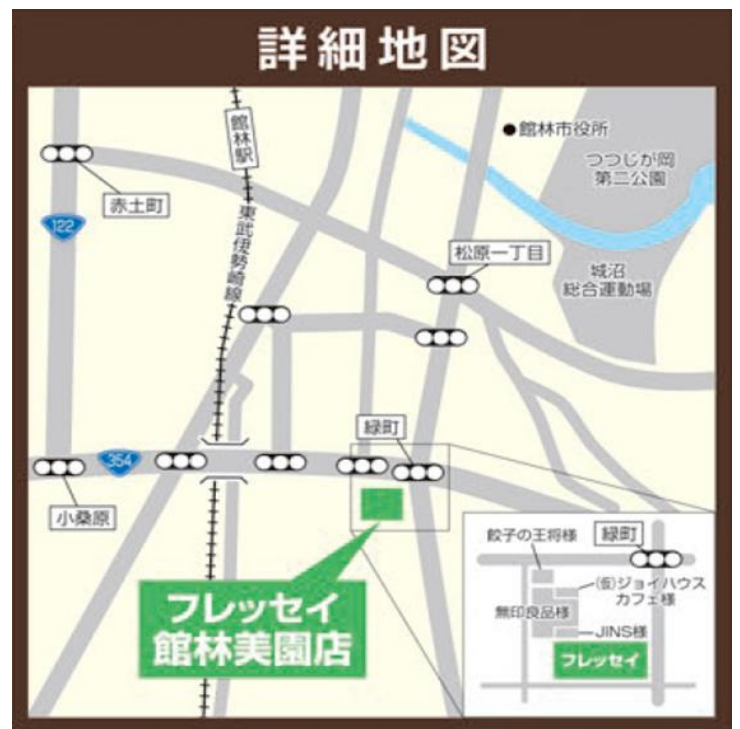 詳細地図
館林駅
館林市役所
つつじが岡
第二公園
赤土町
122
東武伊勢崎線
松原一丁目
城沼
総合運動場
緑町
354
小桑原
フレッセイ
館林美園店
餃子の王将様
緑町
(仮)ジョイハウス
カフェ様
無印良品様
JINS様
フレッセイ